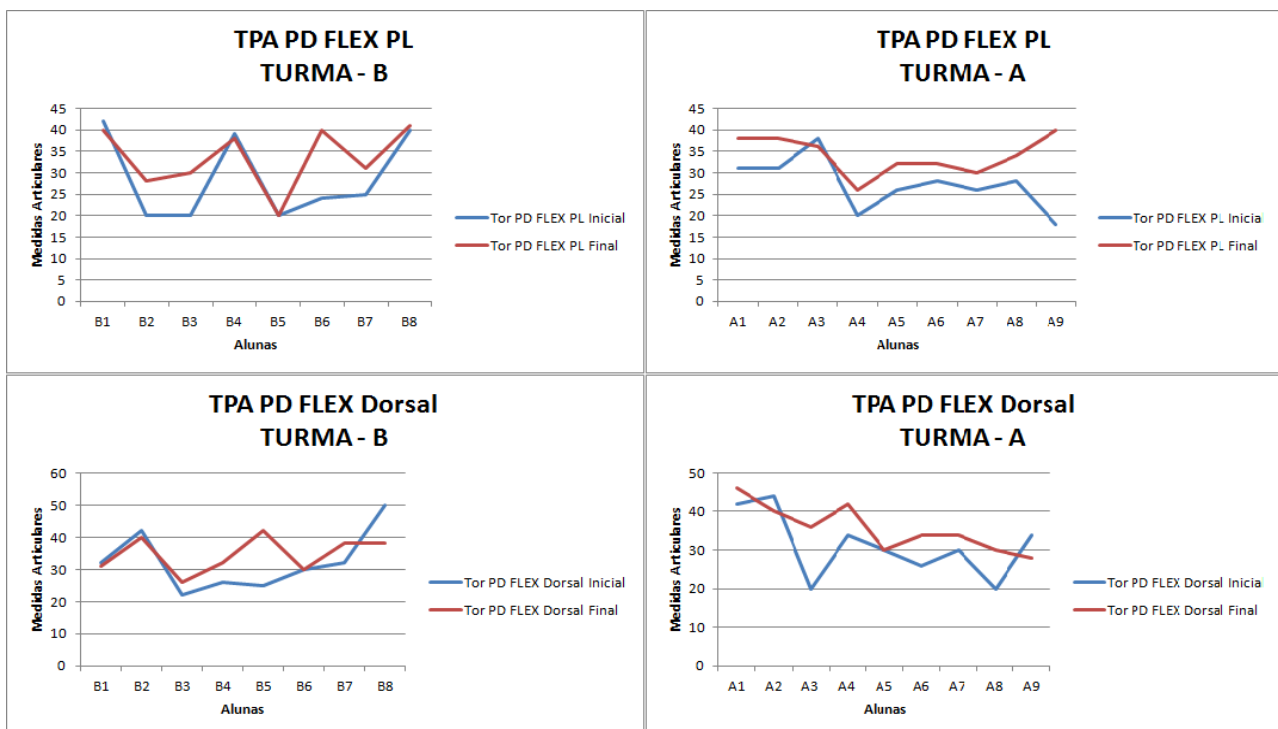 TPA PD FLEX PL
TURMA - B
Medidas Articulares
45
40
35
30
25
20
15
10
5
0
B1 B2 B3 B4 B5 B6 B7 B8
Alunas
Tor PD FLEX PL Inicial
Tor PD FLEX PL Final
TPA PD FLEX PL
TURMA - A
Medidas Articulares
45
40
35
30
25
20
15
10
5
0
A1 A2 A3 A4 A5 A6 A7 A8 A9
Alunas
Tor PD FLEX PL Inicial
Tor PD FLEX PL Final
TPA PD FLEX Dorsal
TURMA - B
Medidas Articulares
60
50
40
30
20
10
0
B1 B2 B3 B4 B5 B6 B7 B8
Alunas
Tor PD FLEX Dorsal Inicial
Tor PD FLEX Dorsal Final
TPA PD FLEX Dorsal
TURMA - A
Medidas Articulares
50
40
30
20
10
0
A1 A2 A3 A4 A5 A6 A7 A8 A9
Alunas
Tor PD FLEX Dorsal Inicial
Tor PD FLEX Dorsal Final